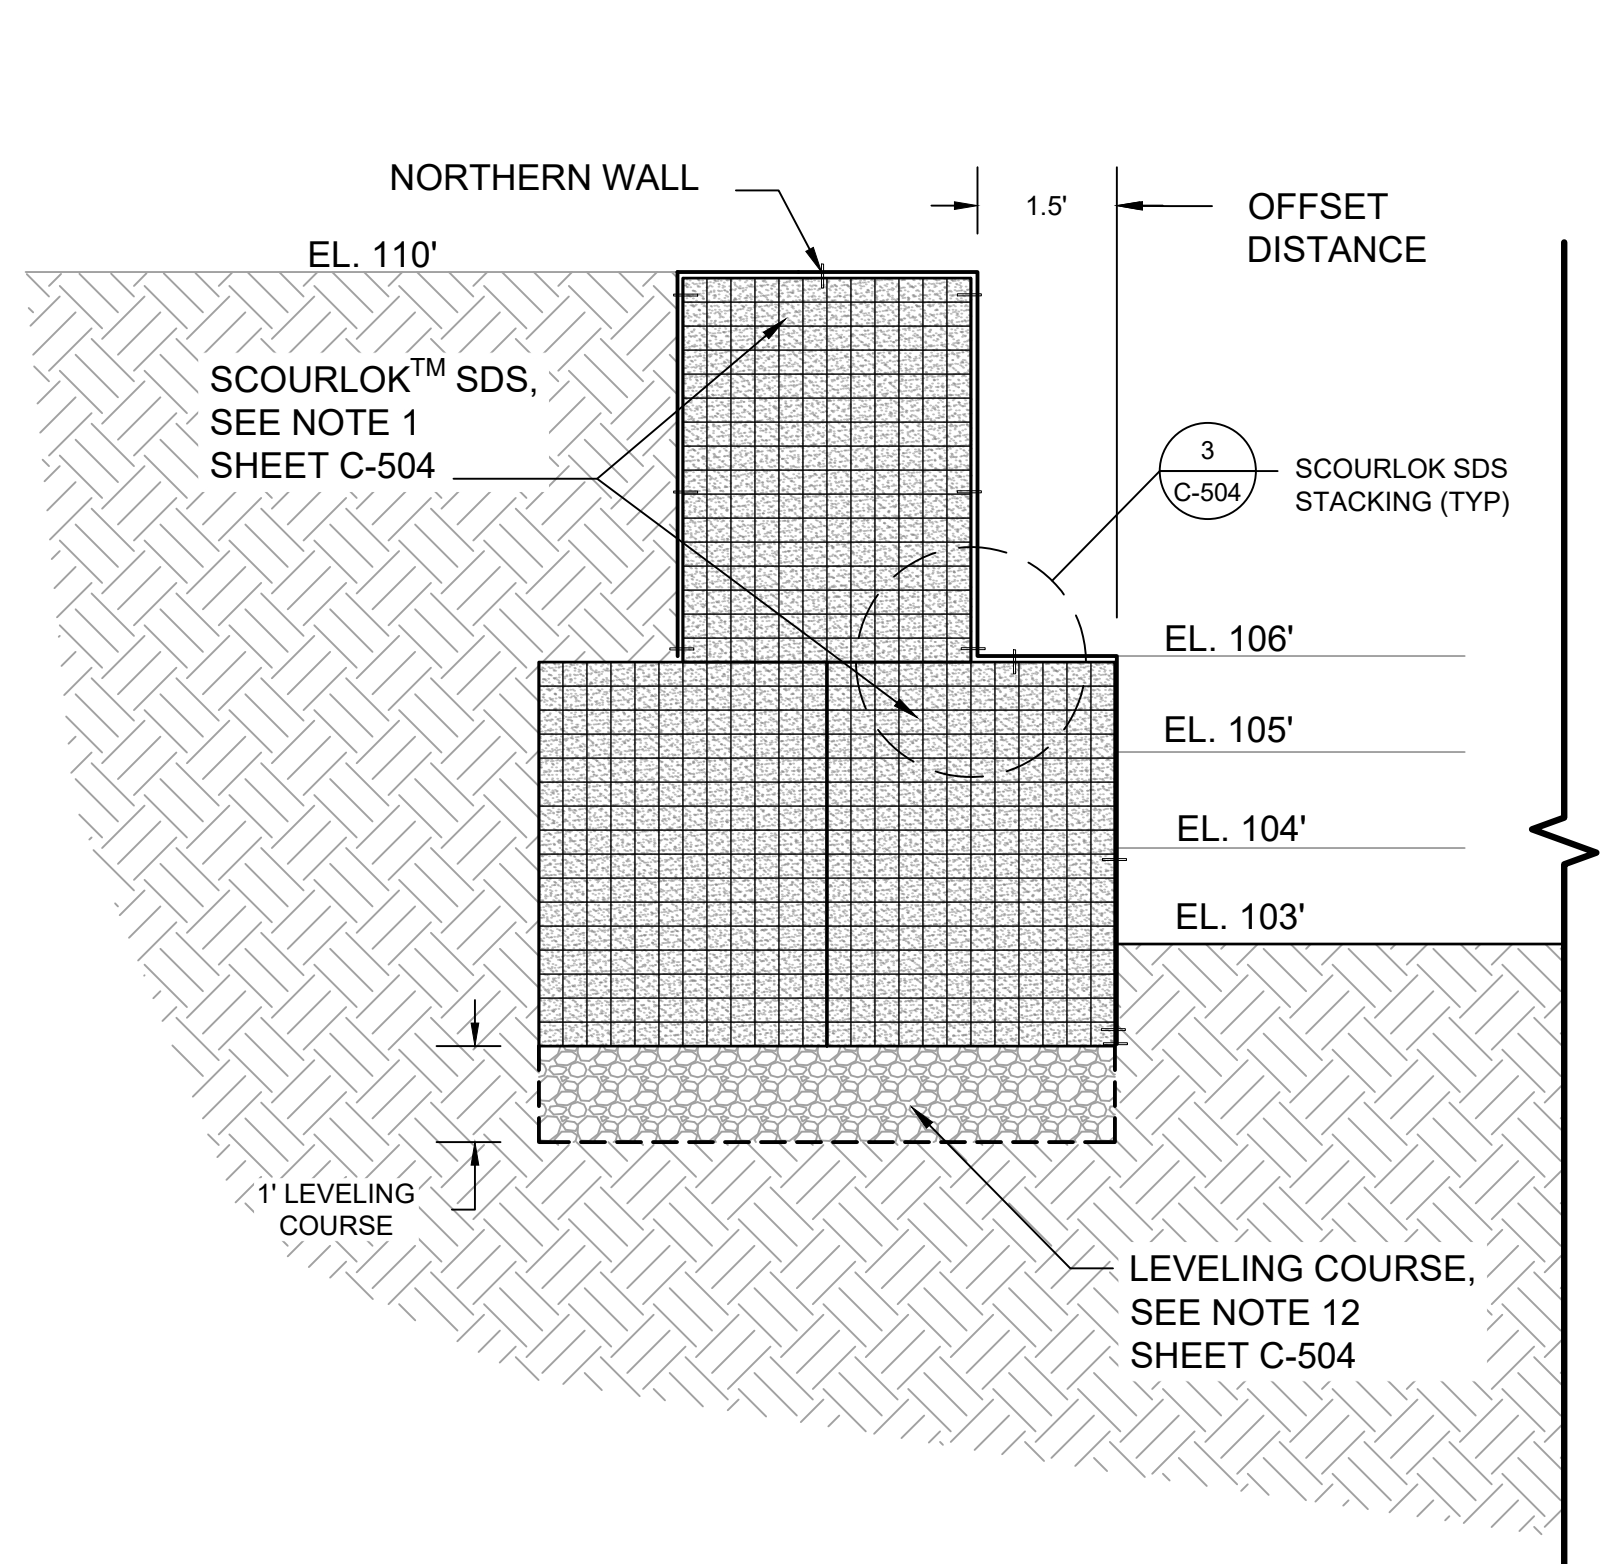 NORTHERN WALL
1.5'
OFFSET
DISTANCE
EL. 110'
SCOURLOK™ SDS,
SEE NOTE 1
SHEET C-504
3
C-504
SCOURLOK SDS
STACKING (TYP)
EL. 106'
EL. 105'
EL. 104'
EL. 103'
1' LEVELING
COURSE
LEVELING COURSE,
SEE NOTE 12
SHEET C-504